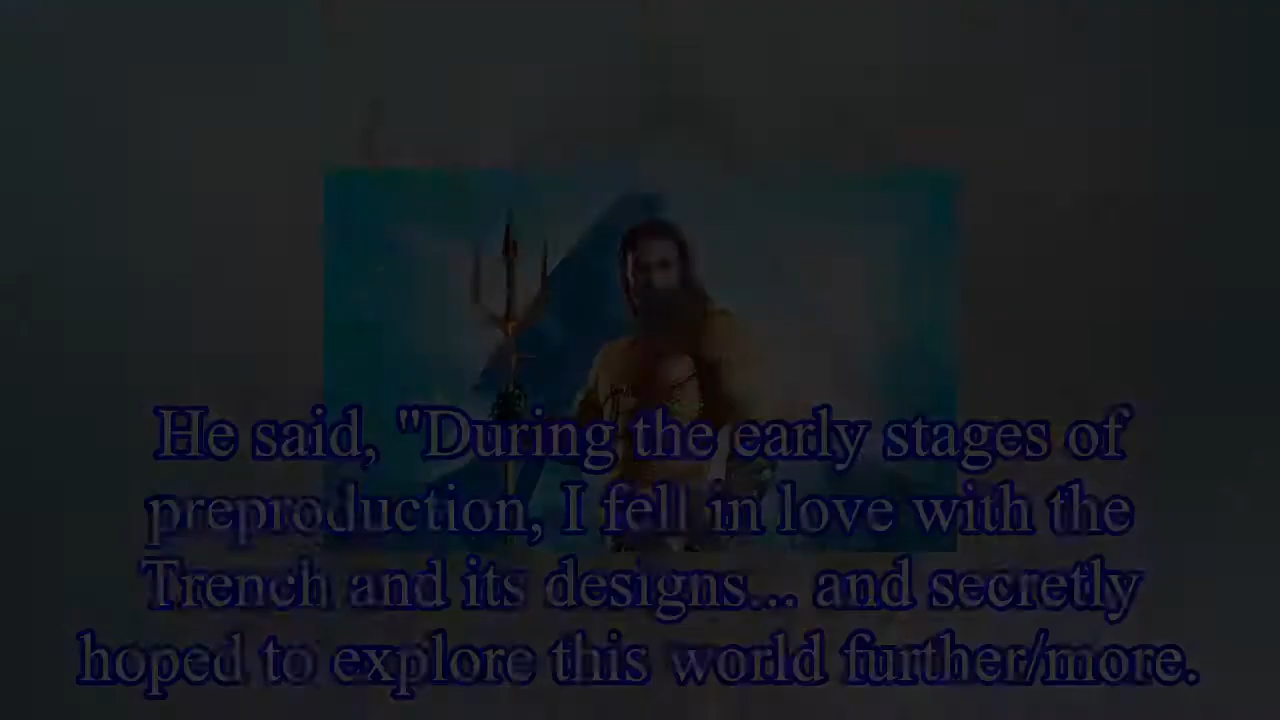 He said, "During the early stages of
preproduction, I fell in love with the
Trench and its designs... and secretly
hoped to explore this world further/more.